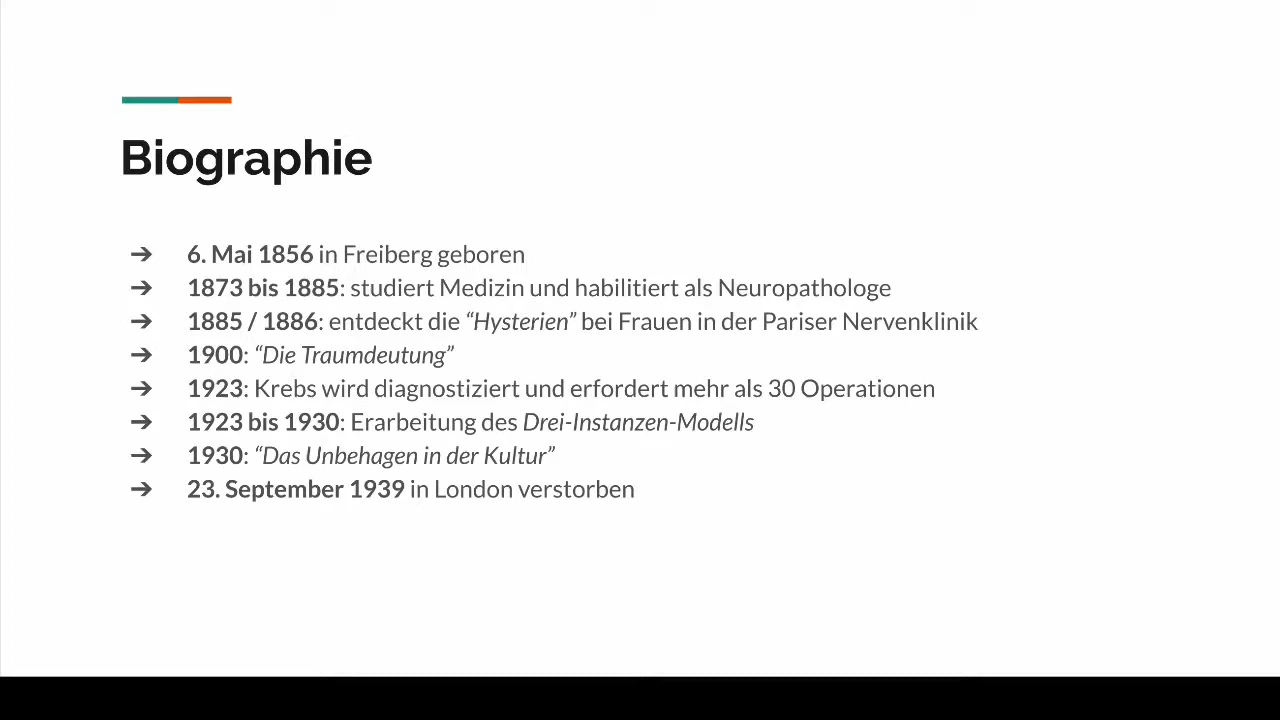 Biographie
➔ 6. Mai 1856 in Freiberg geboren
➔ 1873 bis 1885: studiert Medizin und habilitiert als Neuropathologe
➔ 1885 / 1886: entdeckt die “Hysterien” bei Frauen in der Pariser Nervenklinik
➔ 1900: “Die Traumdeutung”
➔ 1923: Krebs wird diagnostiziert und erfordert mehr als 30 Operationen
➔ 1923 bis 1930: Erarbeitung des Drei-Instanzen-Modells
➔ 1930: “Das Unbehagen in der Kultur”
➔ 23. September 1939 in London verstorben